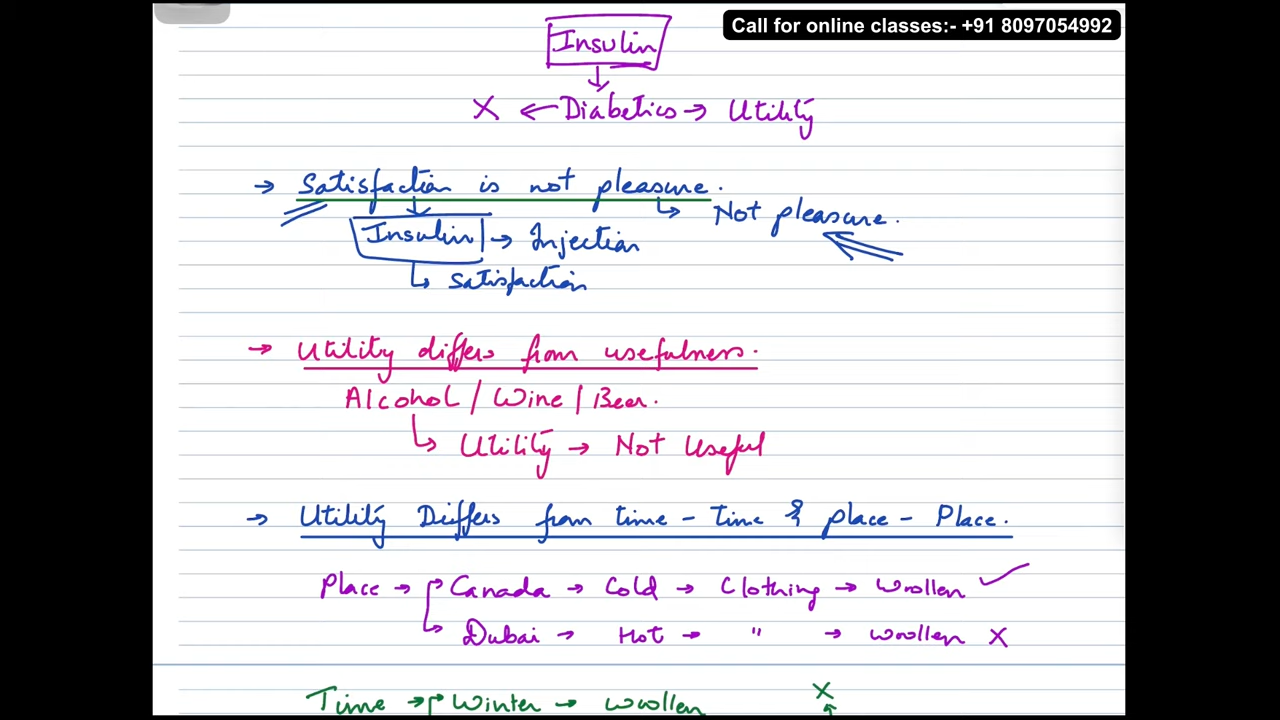 Call for online classes:- +91 8097054992
Insulin
↓
X ← Diabetics → Utility
→ Satisfaction is not pleasure.
↳ Not pleasure.
Insulin → Injection
↳ satisfaction
→ Utility differs from usefulness.
Alcohol / Wine / Beer.
↳ Utility → Not Useful
→ Utility Differs from time - Time & place - Place.
Place → Canada → Cold → Clothing → woollen ✓
Dubai → Hot → " → woollen X
Time → Winter → woollen X